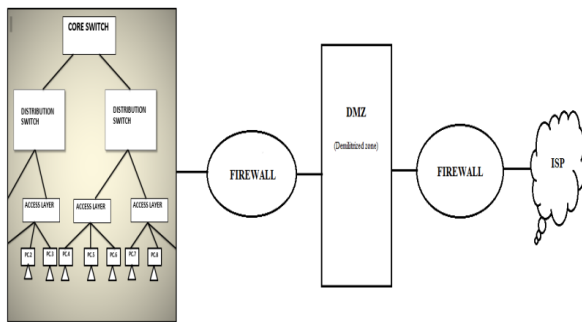 CORE SWITCH
DISTRIBUTION
SWITCH
DISTRIBUTION
SWITCH
ACCESS LAYER
ACCESS LAYER
ACCESS LAYER
PC.2
PC.3
PC.4
PC.5
PC.6
PC.7
PC.8
FIREWALL
DMZ
(Demilitrized zone)
FIREWALL
ISP